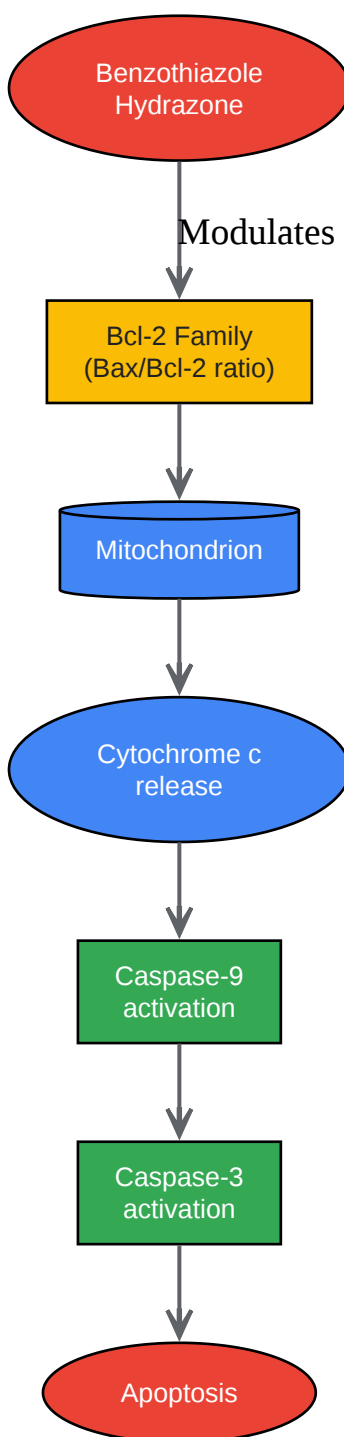 Benzothiazole
Hydrazone
Modulates
Bcl-2 Family
(Bax/Bcl-2 ratio)
Mitochondrion
Cytochrome c
release
Caspase-9
activation
Caspase-3
activation
Apoptosis